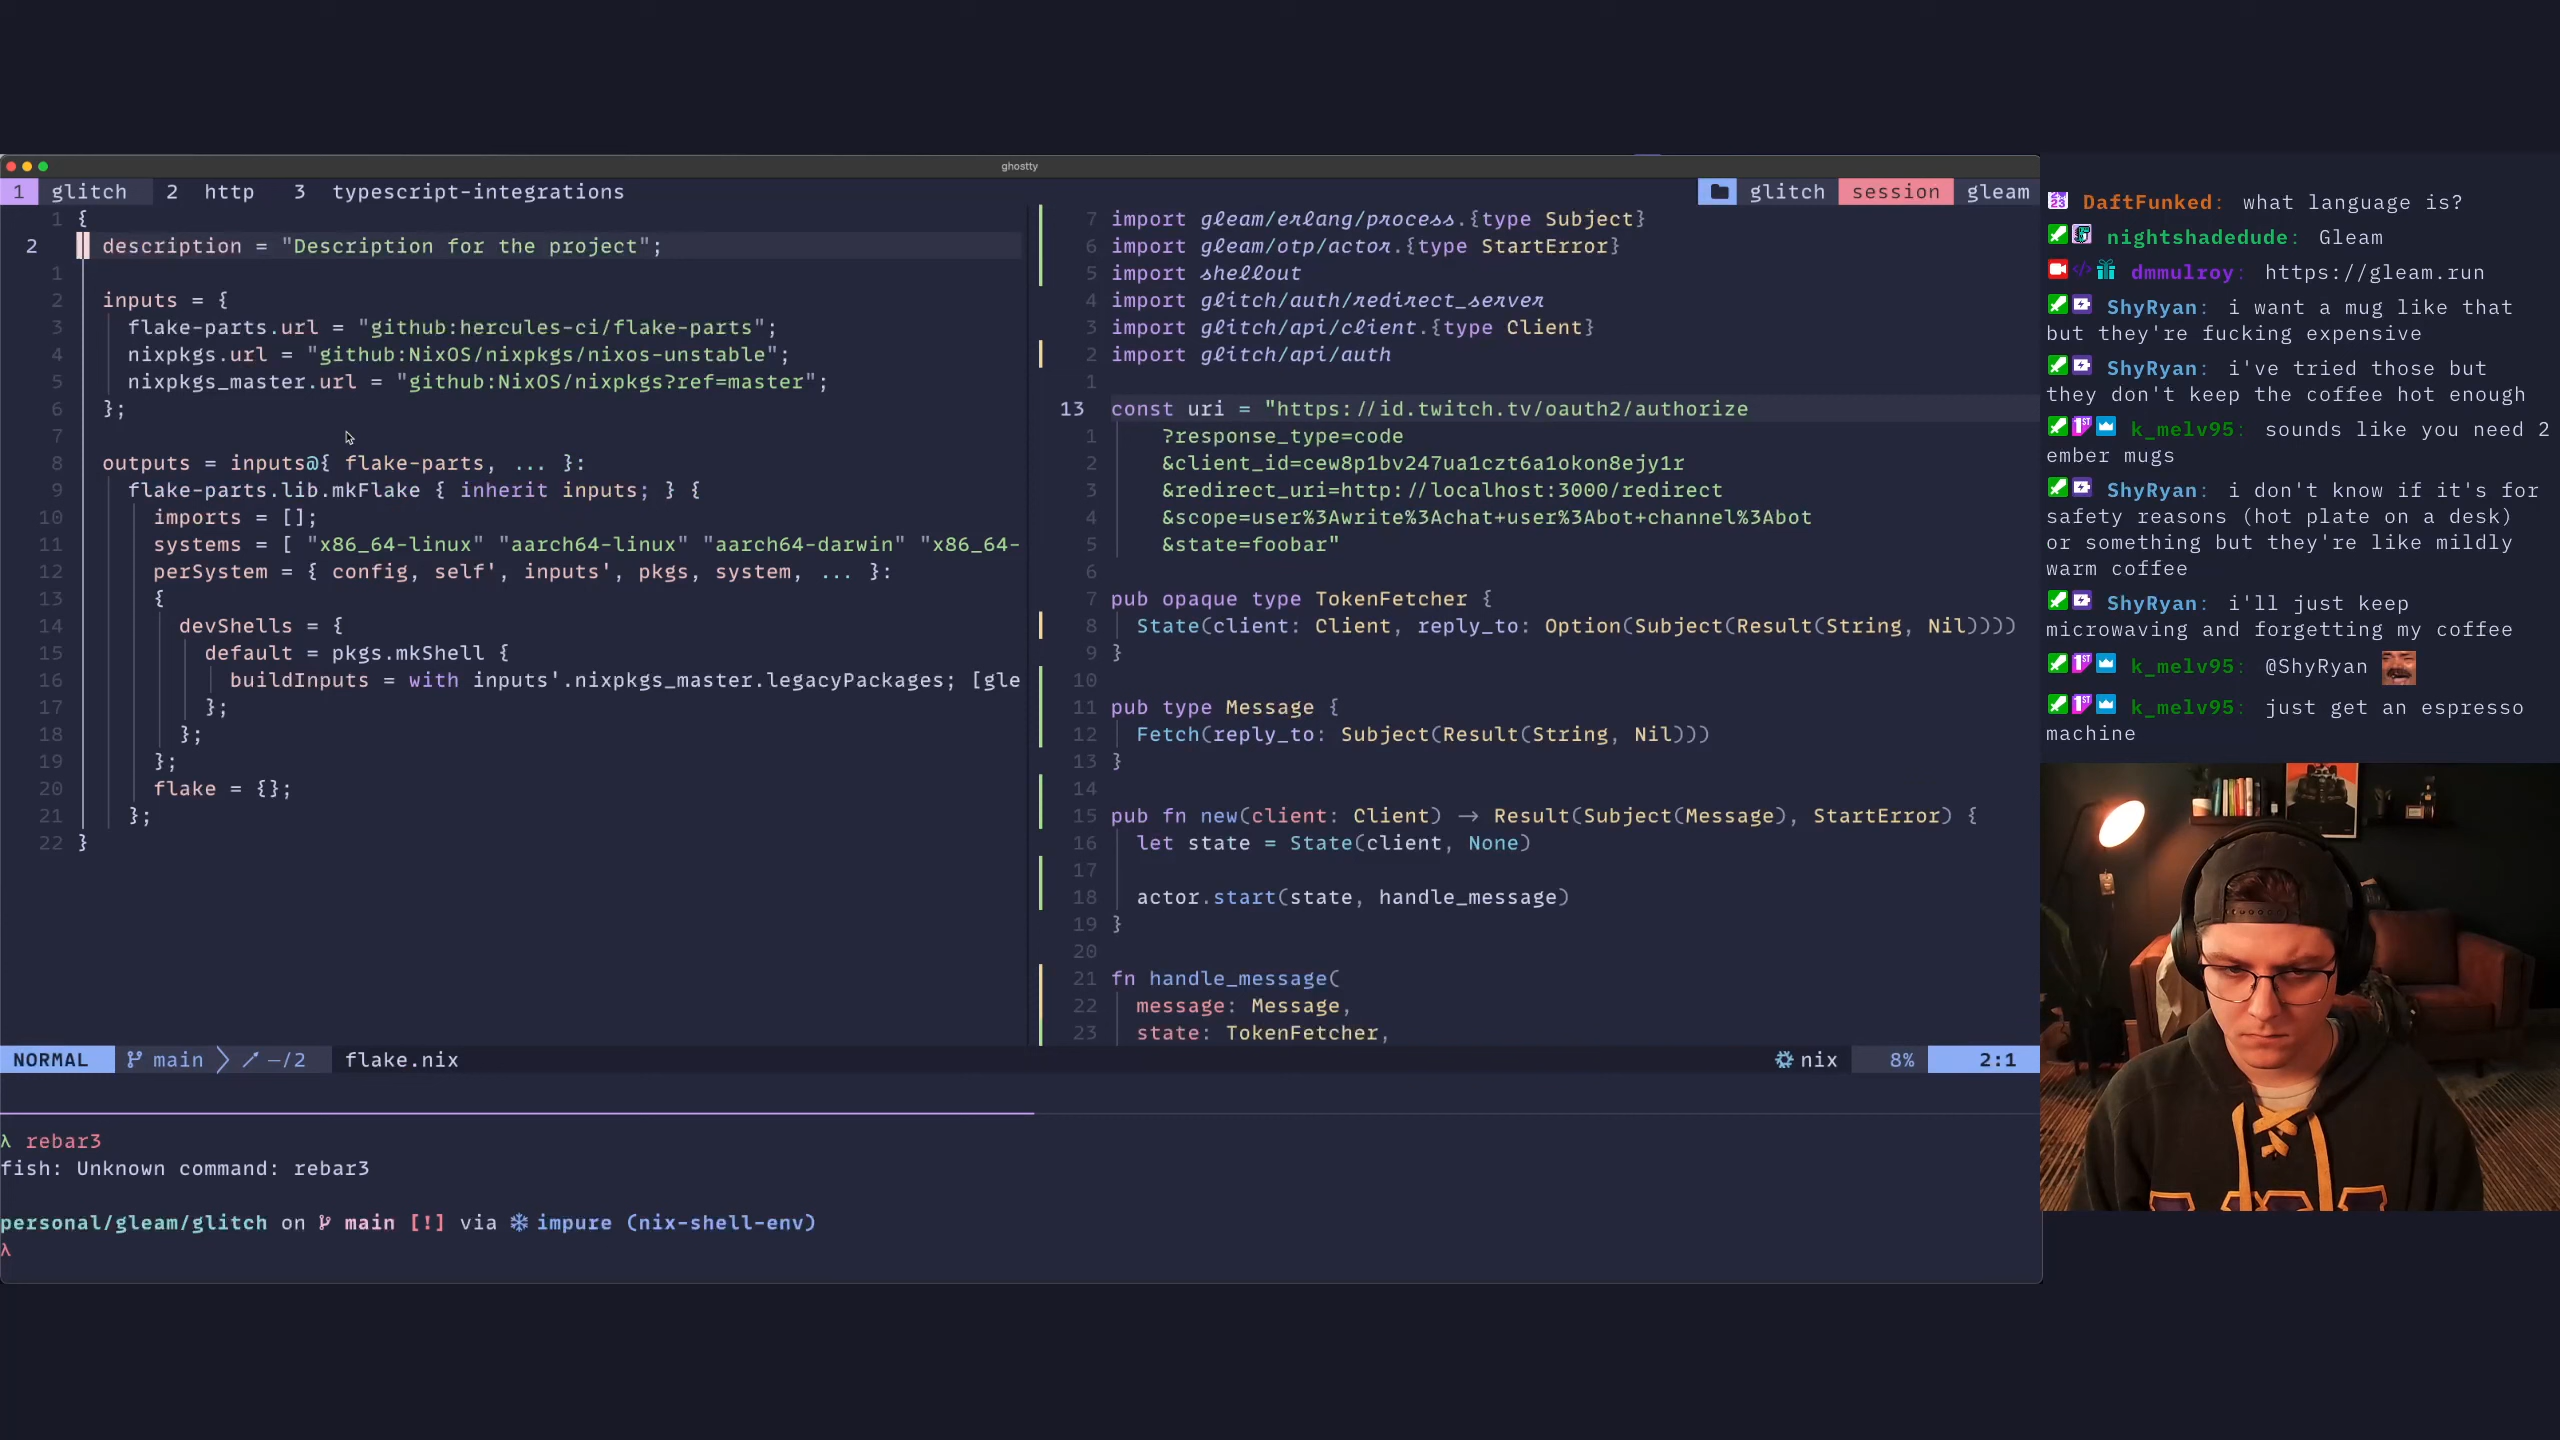 ghostty
1 glitch 2 http 3 typescript-integrations
glitch session gleam
1 {
2 description = "Description for the project";
1
2 inputs = {
3 flake-parts.url = "github:hercules-ci/flake-parts";
4 nixpkgs.url = "github:NixOS/nixpkgs/nixos-unstable";
5 nixpkgs_master.url = "github:NixOS/nixpkgs?ref=master";
6 };
7
8 outputs = inputs@{ flake-parts, ... }:
9 flake-parts.lib.mkFlake { inherit inputs; } {
10 imports = [];
11 systems = [ "x86_64-linux" "aarch64-linux" "aarch64-darwin" "x86_64-
12 perSystem = { config, self', inputs', pkgs, system, ... }:
13 {
14 devShells = {
15 default = pkgs.mkShell {
16 buildInputs = with inputs'.nixpkgs_master.legacyPackages; [gle
17 };
18 };
19 };
20 flake = {};
21 };
22 }
7 import gleam/erlang/process.{type Subject}
6 import gleam/otp/actor.{type StartError}
5 import shellout
4 import glitch/auth/redirect_server
3 import glitch/api/client.{type Client}
2 import glitch/api/auth
1
13 const uri = "https://id.twitch.tv/oauth2/authorize
1 ?response_type=code
2 &client_id=cew8p1bv247ua1czt6a1okon8ejy1r
3 &redirect_uri=http://localhost:3000/redirect
4 &scope=user%3Awrite%3Achat+user%3Abot+channel%3Abot
5 &state=foobar"
6
7 pub opaque type TokenFetcher {
8 State(client: Client, reply_to: Option(Subject(Result(String, Nil))))
9 }
10
11 pub type Message {
12 Fetch(reply_to: Subject(Result(String, Nil)))
13 }
14
15 pub fn new(client: Client) → Result(Subject(Message), StartError) {
16 let state = State(client, None)
17
18 actor.start(state, handle_message)
19 }
20
21 fn handle_message(
22 message: Message,
23 state: TokenFetcher,
NORMAL main −/2 flake.nix nix 8% 2:1
λ rebar3
fish: Unknown command: rebar3
personal/gleam/glitch on main [!] via impure (nix-shell-env)
λ
DaftFunked: what language is?
nightshadedude: Gleam
dmmulroy: https://gleam.run
ShyRyan: i want a mug like that
but they're fucking expensive
ShyRyan: i've tried those but
they don't keep the coffee hot enough
k_melv95: sounds like you need 2
ember mugs
ShyRyan: i don't know if it's for
safety reasons (hot plate on a desk)
or something but they're like mildly
warm coffee
ShyRyan: i'll just keep
microwaving and forgetting my coffee
k_melv95: @ShyRyan
k_melv95: just get an espresso
machine